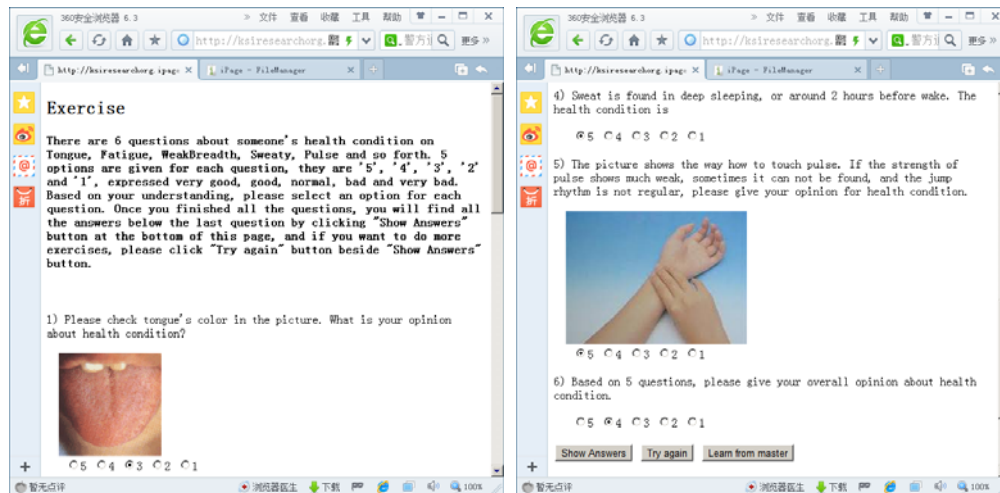 360安全浏览器 6.3
» 文件 查看 收藏 工具 帮助
http://ksiresearchorg.
更多 »
http://ksiresearchorg.ipage
iPage - FileManager
Exercise
There are 6 questions about someone's health condition on
Tongue, Fatigue, WeakBreadth, Sweaty, Pulse and so forth. 5
options are given for each question, they are '5', '4', '3', '2'
and '1', expressed very good, good, normal, bad and very bad.
Based on your understanding, please select an option for each
question. Once you finished all the questions, you will find all
the answers below the last question by clicking "Show Answers"
button at the bottom of this page, and if you want to do more
exercises, please click "Try again" button beside "Show Answers"
button.
1) Please check tongue's color in the picture. What is your opinion
about health condition?
5 4 3 2 1
暂无点评
浏览器医生 下载 100%
360安全浏览器 6.3
» 文件 查看 收藏 工具 帮助
http://ksiresearchorg.
更多 »
http://ksiresearchorg.ipage
iPage - FileManager
4) Sweat is found in deep sleeping, or around 2 hours before wake. The
health condition is
5 4 3 2 1
5) The picture shows the way how to touch pulse. If the strength of
pulse shows much weak, sometimes it can not be found, and the jump
rhythm is not regular, please give your opinion for health condition.
5 4 3 2 1
6) Based on 5 questions, please give your overall opinion about health
condition.
5 4 3 2 1
Show Answers Try again Learn from master
暂无点评
浏览器医生 下载 100%